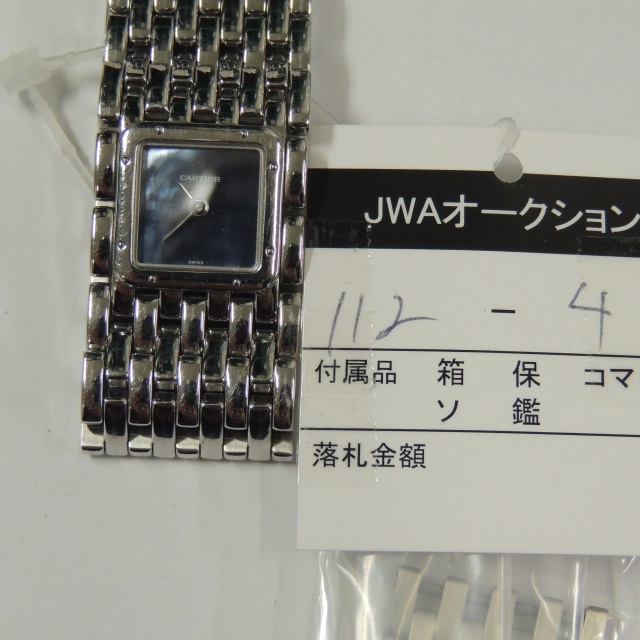 CARTIER
SWISS
JWAオークション
112 - 4
付属品 箱 保 コマ
ソ 鑑
落札金額